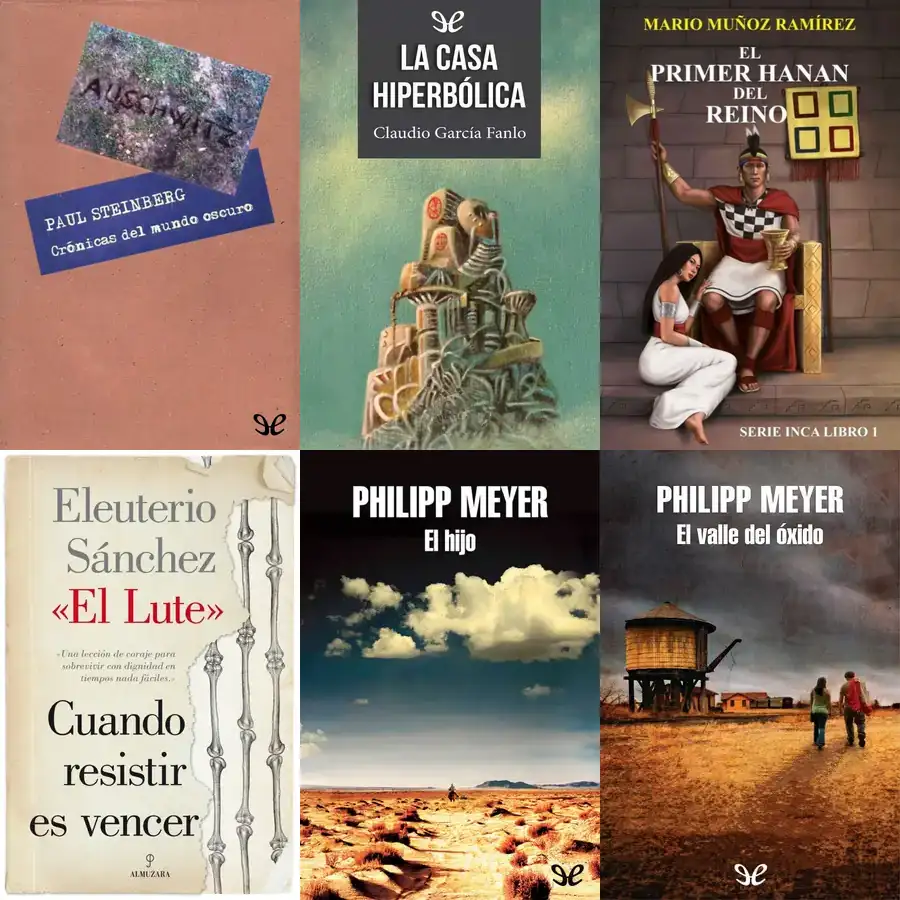 AUSCHWITZ
PAUL STEINBERG
Crónicas del mundo oscuro
LA CASA
HIPERBÓLICA
Claudio García Fanlo
MARIO MUÑOZ RAMÍREZ
EL
PRIMER HANAN
DEL
REINO
SERIE INCA LIBRO 1
Eleuterio
Sánchez
«El Lute»
«Una lección de coraje para
sobrevivir con dignidad en
tiempos nada fáciles.»
Cuando
resistir
es vencer
ALMUZARA
PHILIPP MEYER
El hijo
PHILIPP MEYER
El valle del óxido